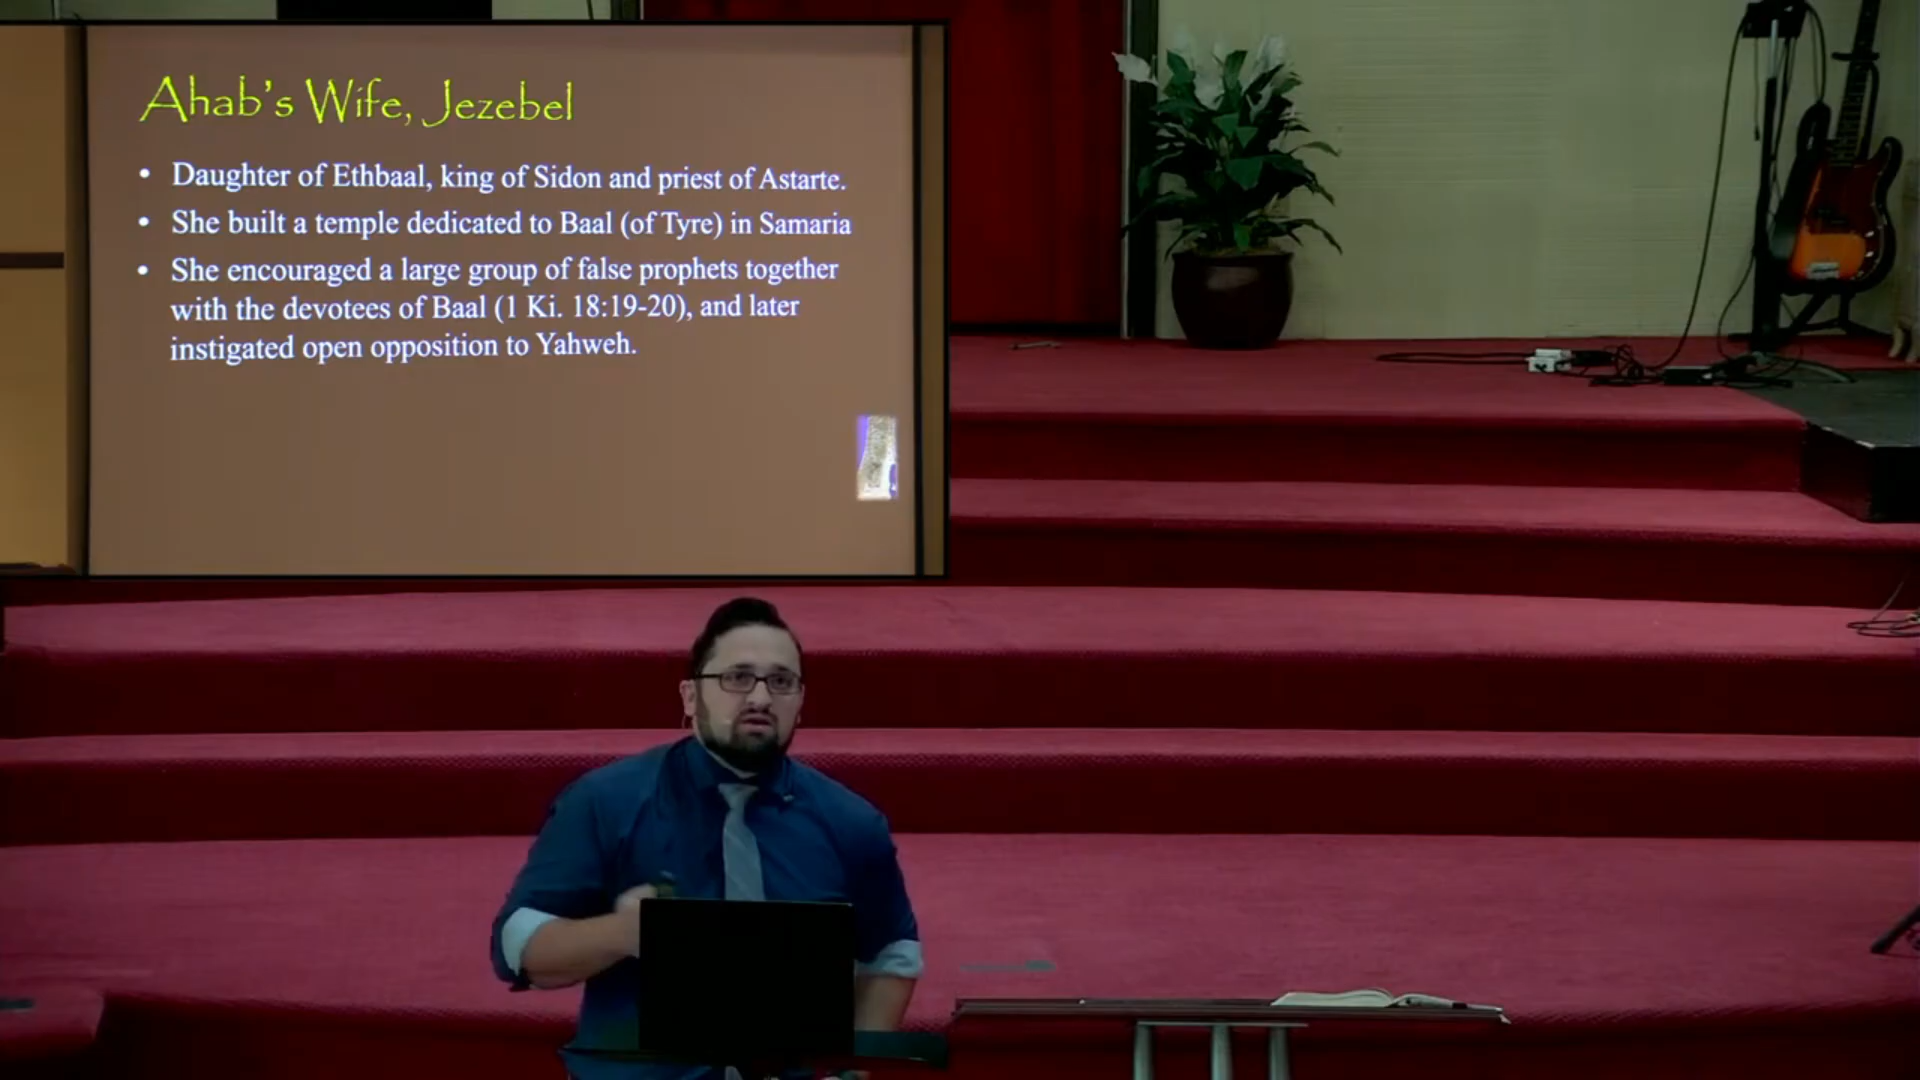 Ahab's Wife, Jezebel
• Daughter of Ethbaal, king of Sidon and priest of Astarte.
• She built a temple dedicated to Baal (of Tyre) in Samaria
• She encouraged a large group of false prophets together
with the devotees of Baal (1 Ki. 18:19-20), and later
instigated open opposition to Yahweh.